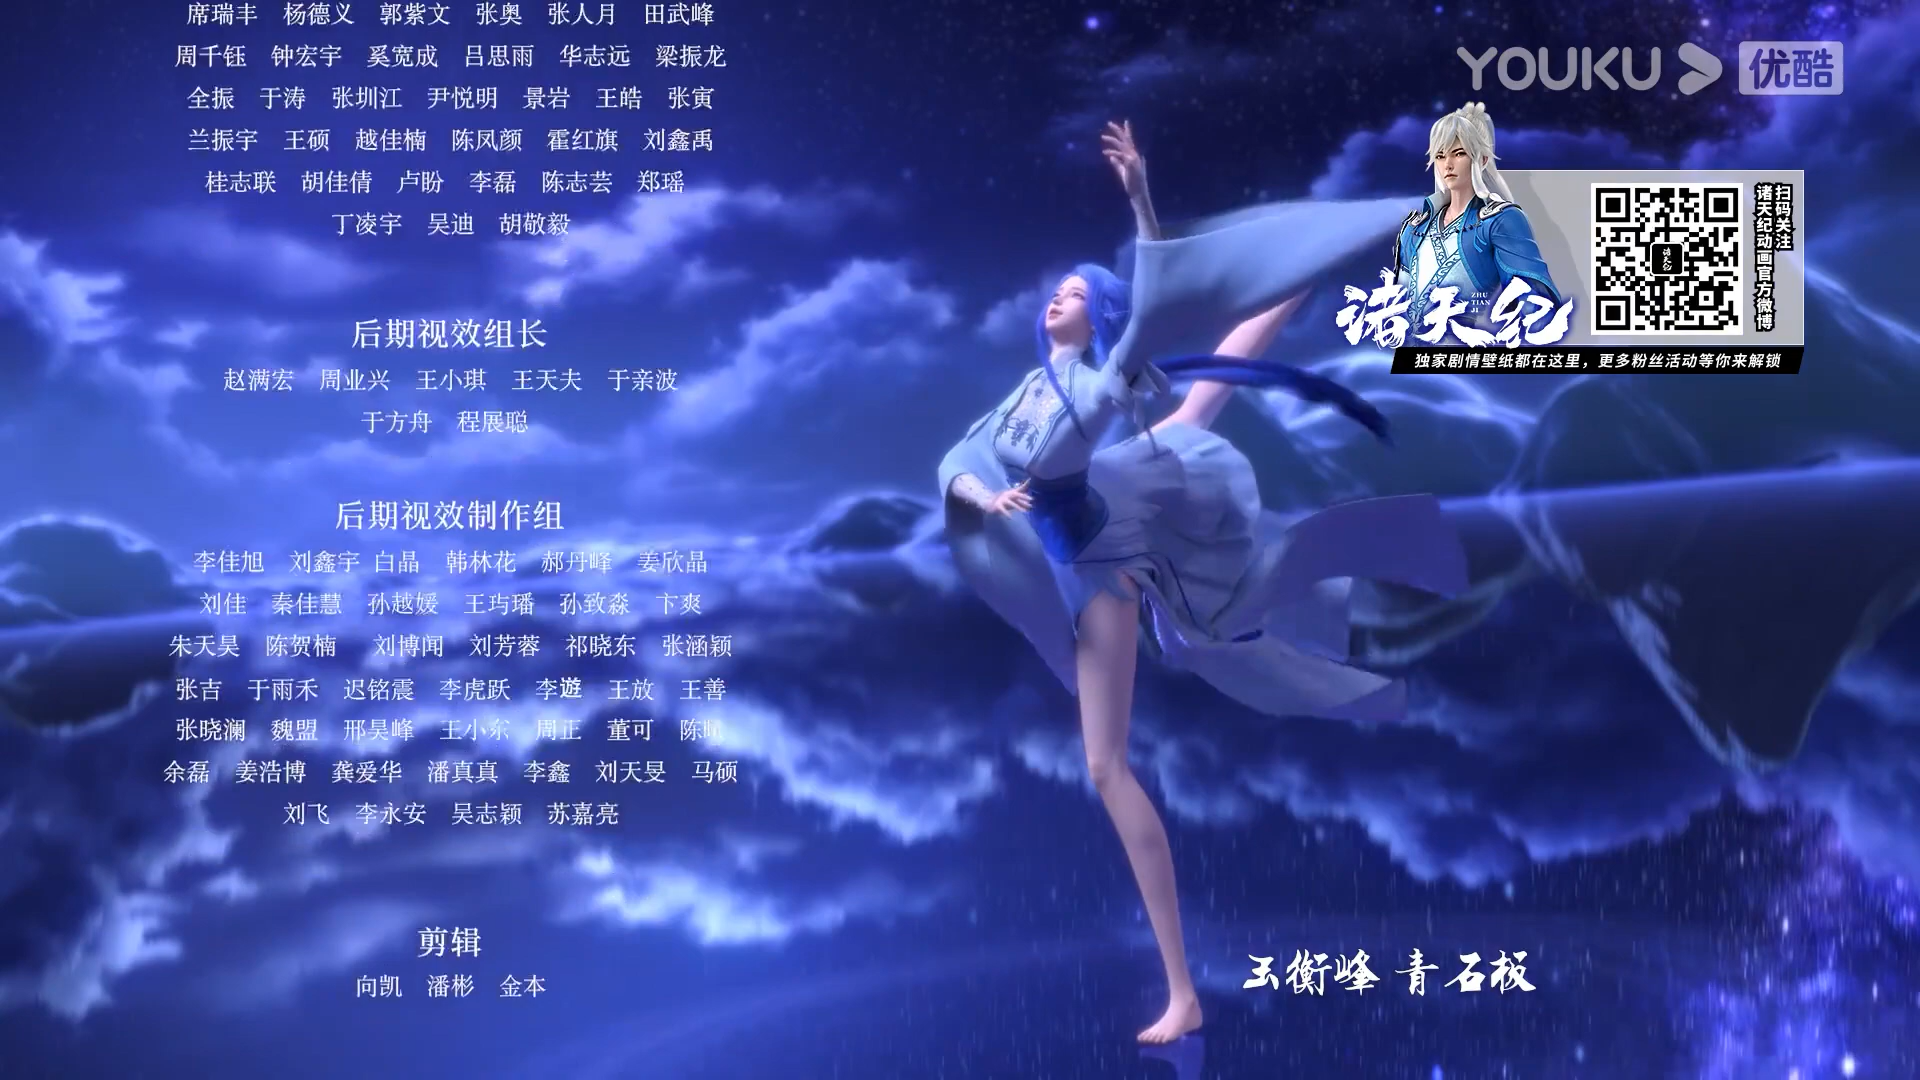 席瑞丰 杨德义 郭紫文 张奥 张人月 田武峰
周千钰 钟宏宇 奚宽成 吕思雨 华志远 梁振龙
全振 于涛 张圳江 尹悦明 景岩 王皓 张寅
兰振宇 王硕 越佳楠 陈凤颜 霍红旗 刘鑫禹
桂志联 胡佳倩 卢盼 李磊 陈志芸 郑瑶
丁凌宇 吴迪 胡敬毅
后期视效组长
赵满宏 周业兴 王小琪 王天夫 于亲波
于方舟 程展聪
后期视效制作组
李佳旭 刘鑫宇 白晶 韩林花 郝丹峰 姜欣晶
刘佳 秦佳慧 孙越媛 王玙璠 孙致淼 卞爽
朱天昊 陈贺楠 刘博闻 刘芳蓉 祁晓东 张涵颖
张吉 于雨禾 迟铭震 李虎跃 李遊 王放 王善
张晓澜 魏盟 邢昊峰 王小东 周正 董可 陈
余磊 姜浩博 龚爱华 潘真真 李鑫 刘天旻 马硕
刘飞 李永安 吴志颖 苏嘉亮
剪辑
向凯 潘彬 金本
YOUKU 优酷
扫码关注
诸天纪动画官方微博
诸天纪
ZHU
TIAN
JI
独家剧情壁纸都在这里，更多粉丝活动等你来解锁
玉衡峰 青石板